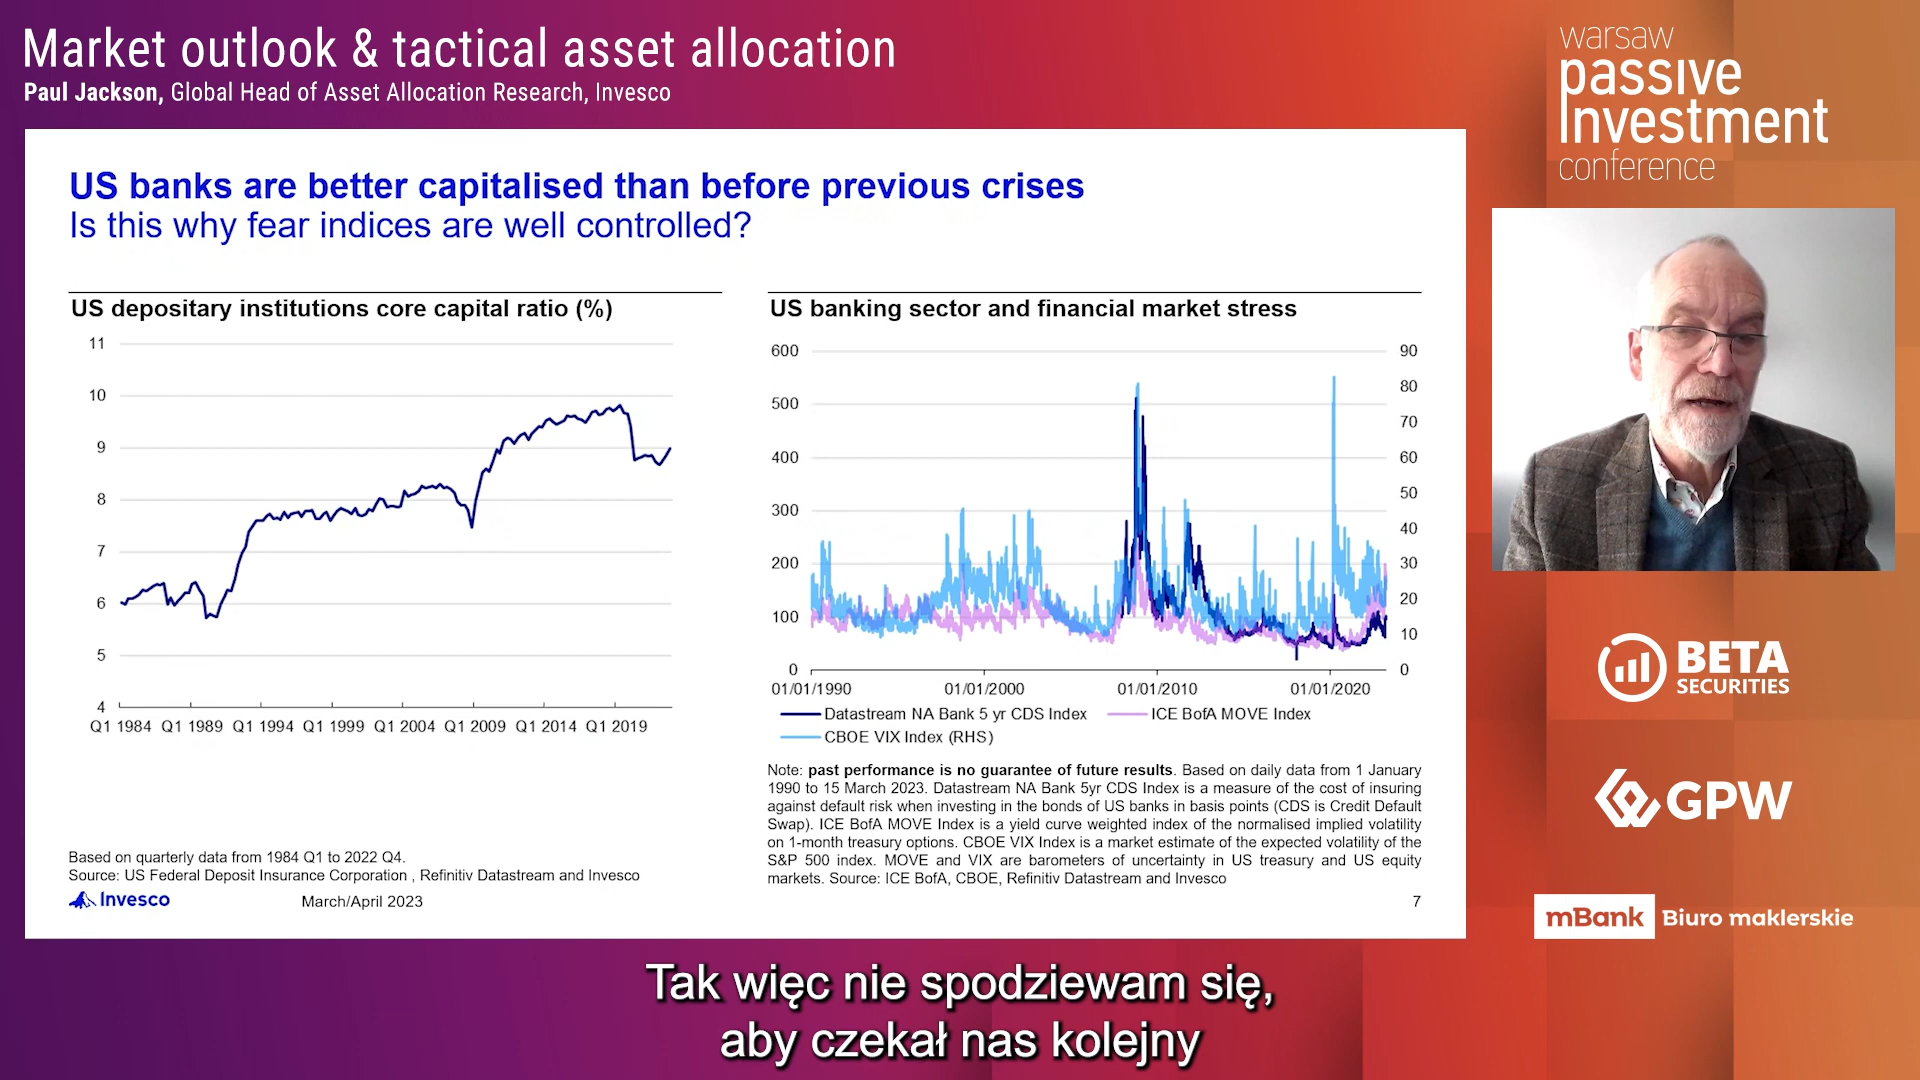 Market outlook & tactical asset allocation
Paul Jackson, Global Head of Asset Allocation Research, Invesco
warsaw
passive
Investment
conference
US banks are better capitalised than before previous crises
Is this why fear indices are well controlled?
US depositary institutions core capital ratio (%)
11
10
9
8
7
6
5
4
Q1 1984 Q1 1989 Q1 1994 Q1 1999 Q1 2004 Q1 2009 Q1 2014 Q1 2019
Based on quarterly data from 1984 Q1 to 2022 Q4.
Source: US Federal Deposit Insurance Corporation , Refinitiv Datastream and Invesco
US banking sector and financial market stress
600 90
500 80
400 70
300 60
200 50
100 40
0 30
20
10
0
01/01/1990 01/01/2000 01/01/2010 01/01/2020
Datastream NA Bank 5 yr CDS Index ICE BofA MOVE Index
CBOE VIX Index (RHS)
Note: past performance is no guarantee of future results. Based on daily data from 1 January
1990 to 15 March 2023. Datastream NA Bank 5yr CDS Index is a measure of the cost of insuring
against default risk when investing in the bonds of US banks in basis points (CDS is Credit Default
Swap). ICE BofA MOVE Index is a yield curve weighted index of the normalised implied volatility
on 1-month treasury options. CBOE VIX Index is a market estimate of the expected volatility of the
S&P 500 index. MOVE and VIX are barometers of uncertainty in US treasury and US equity
markets. Source: ICE BofA, CBOE, Refinitiv Datastream and Invesco
Invesco March/April 2023 7
BETA
SECURITIES
GPW
mBank Biuro maklerskie
Tak więc nie spodziewam się,
aby czekał nas kolejny